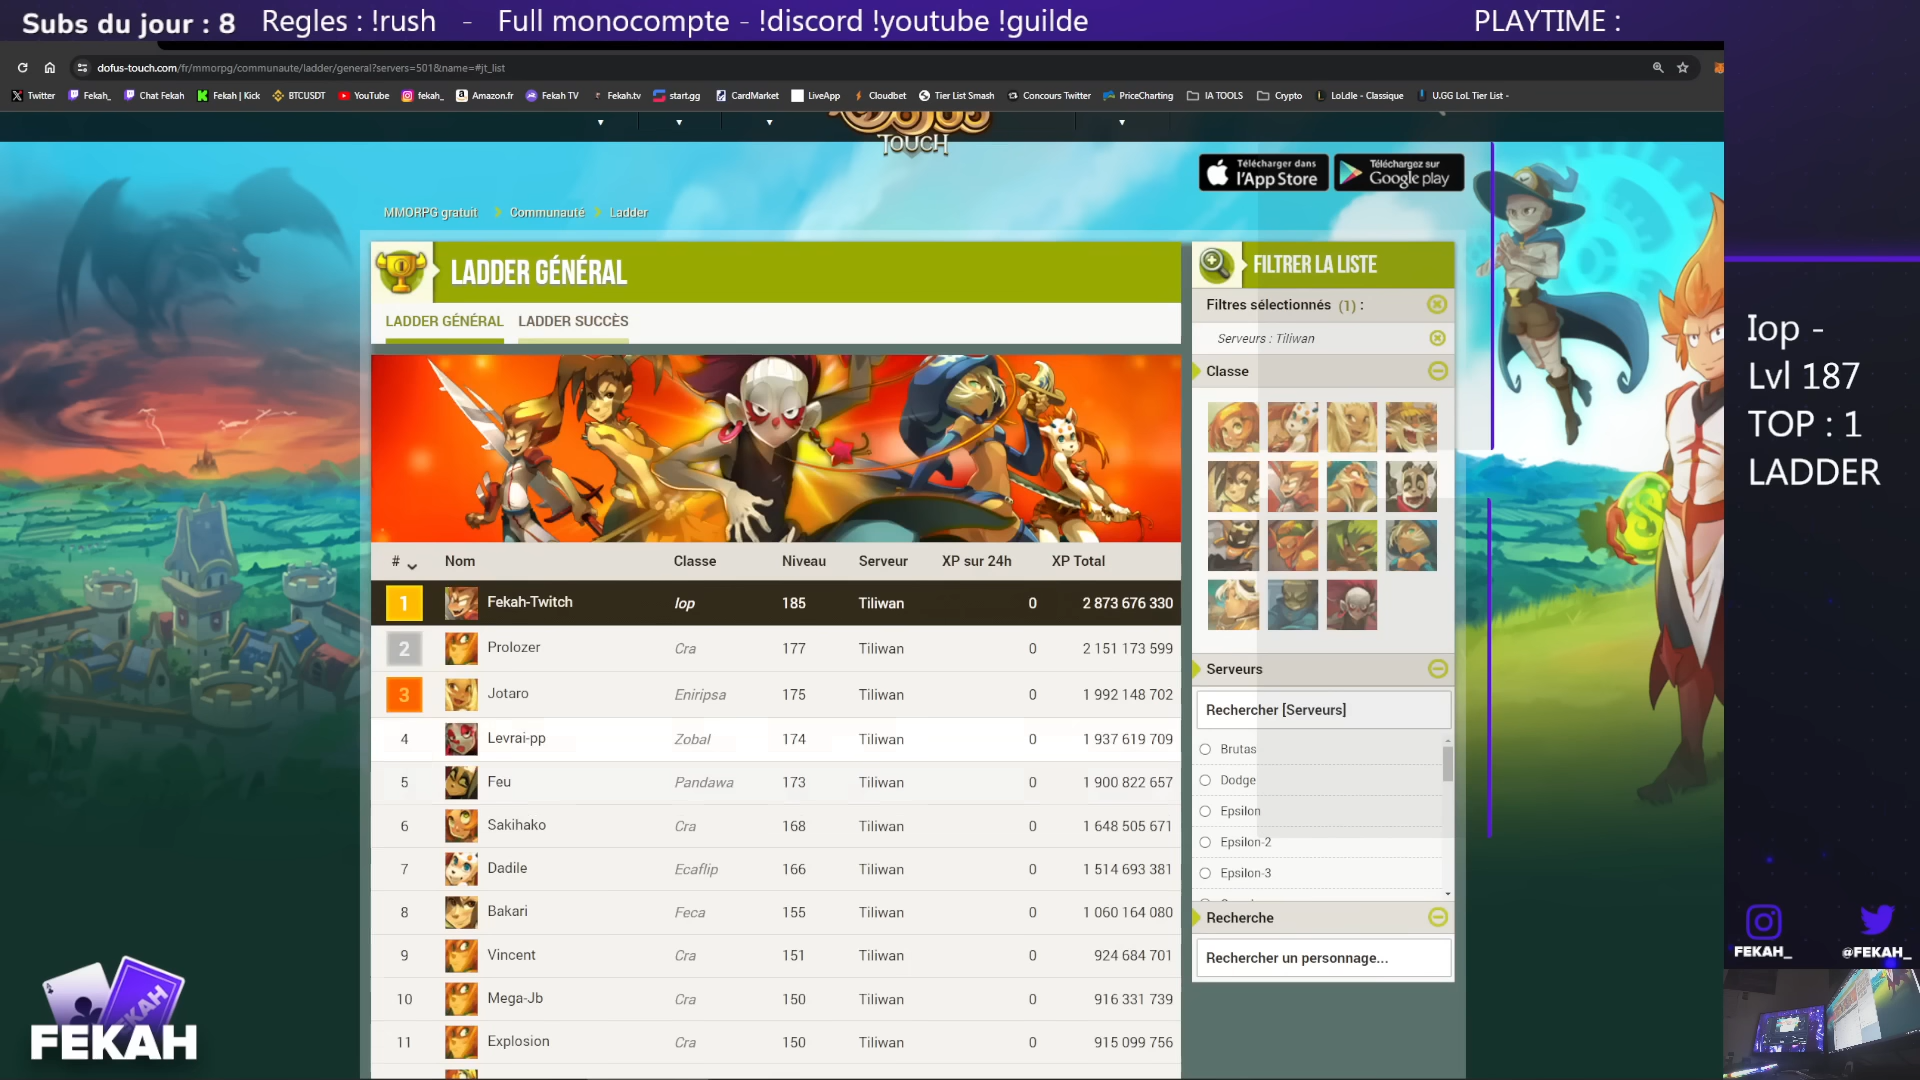 Subs du jour : 8 Regles : !rush - Full monocompte - !discord !youtube !guilde PLAYTIME :
dofus-touch.com/fr/mmorpg/communaute/ladder/general?servers=501&name=#jt_list
Twitter Fekah_ Chat Fekah Fekah | Kick BTCUSDT YouTube fekah_ Amazon.fr Fekah TV Fekah.tv start.gg CardMarket LiveApp Cloudbet Tier List Smash Concours Twitter PriceCharting IA TOOLS Crypto LoLdle - Classique U.GG LoL Tier List -
TOUCH
Télécharger dans
l'App Store
Téléchargez sur
Google play
MMORPG gratuit Communauté Ladder
LADDER GÉNÉRAL
LADDER GÉNÉRAL LADDER SUCCÈS
# Nom Classe Niveau Serveur XP sur 24h XP Total
1 Fekah-Twitch Iop 185 Tiliwan 0 2 873 676 330
2 Prolozer Cra 177 Tiliwan 0 2 151 173 599
3 Jotaro Eniripsa 175 Tiliwan 0 1 992 148 702
4 Levrai-pp Zobal 174 Tiliwan 0 1 937 619 709
5 Feu Pandawa 173 Tiliwan 0 1 900 822 657
6 Sakihako Cra 168 Tiliwan 0 1 648 505 671
7 Dadile Ecaflip 166 Tiliwan 0 1 514 693 381
8 Bakari Feca 155 Tiliwan 0 1 060 164 080
9 Vincent Cra 151 Tiliwan 0 924 684 701
10 Mega-Jb Cra 150 Tiliwan 0 916 331 739
11 Explosion Cra 150 Tiliwan 0 915 099 756
FILTRER LA LISTE
Filtres sélectionnés (1) :
Serveurs : Tiliwan
Classe
Serveurs
Rechercher [Serveurs]
Brutas
Dodge
Epsilon
Epsilon-2
Epsilon-3
Recherche
Rechercher un personnage...
Iop -
Lvl 187
TOP : 1
LADDER
FEKAH_ @FEKAH_
FEKAH
FEKAH